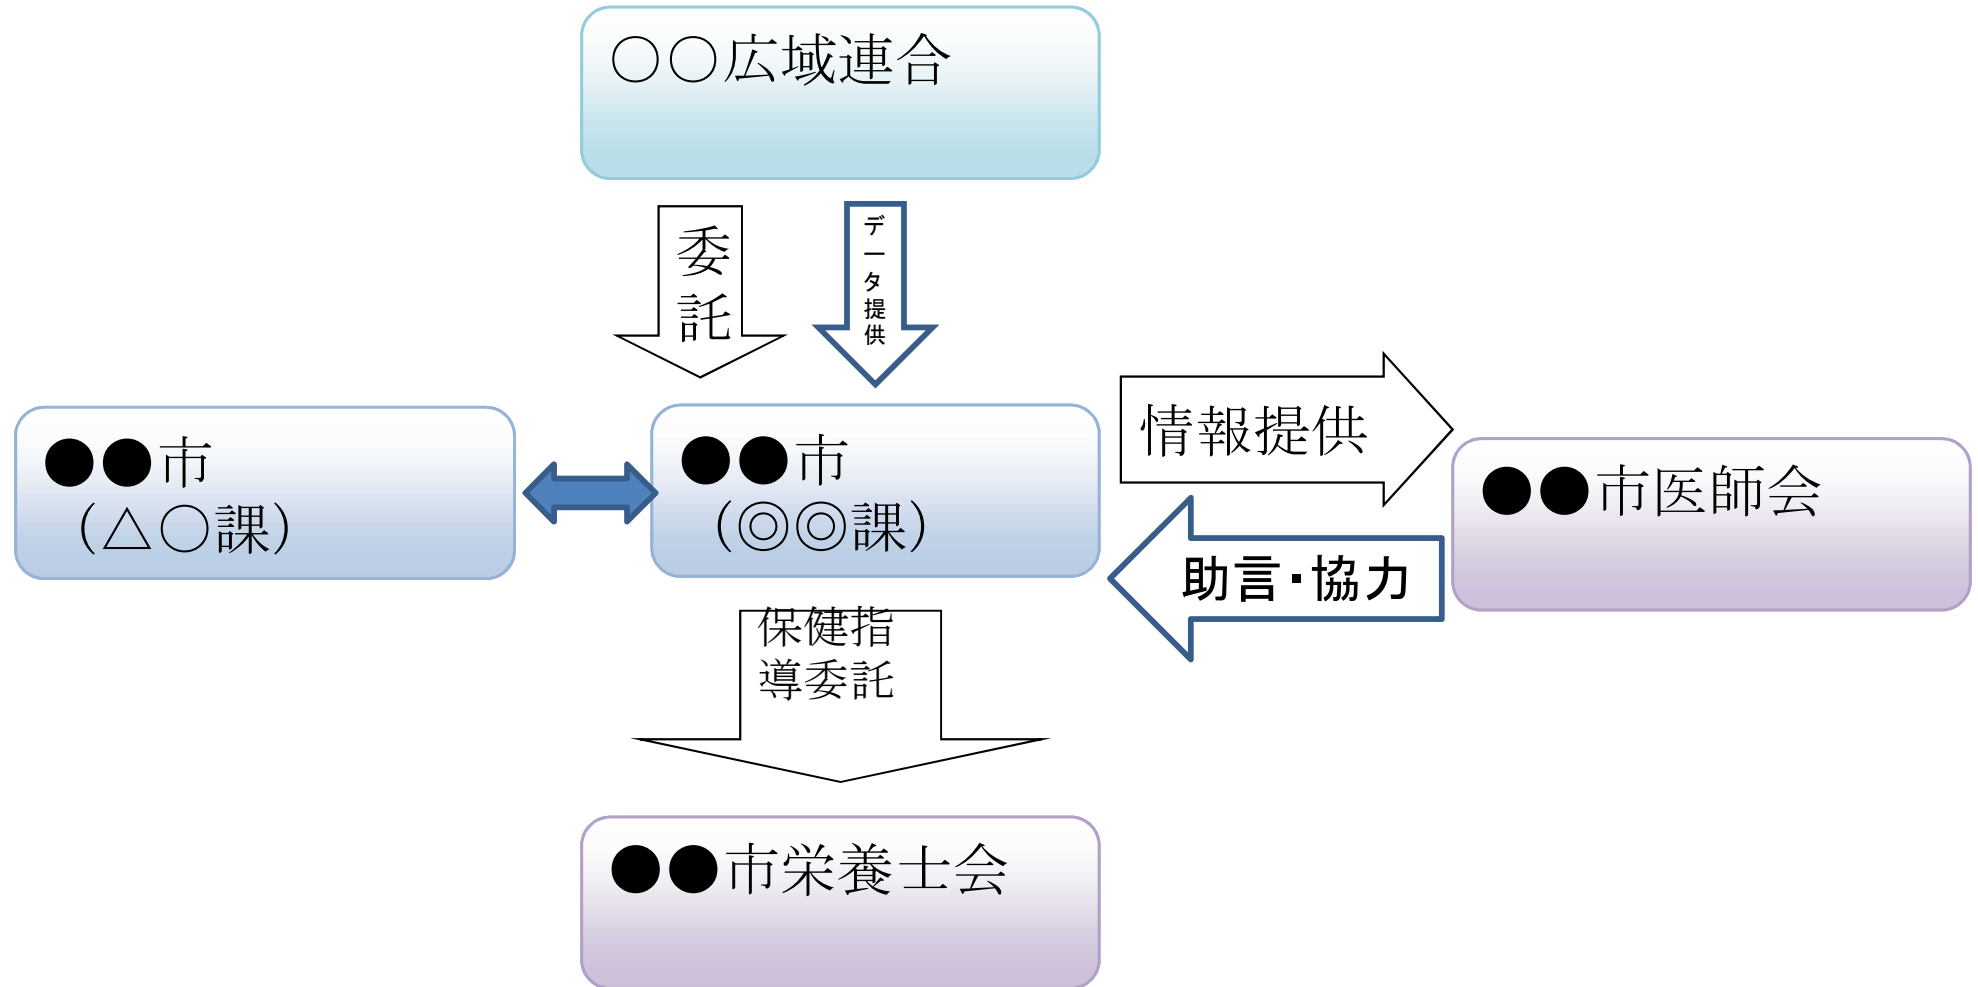 ○○広域連合
委
託
データ提供
●●市
（△○課）
●●市
（◎◎課）
情報提供
●●市医師会
助言・協力
保健指
導委託
●●市栄養士会